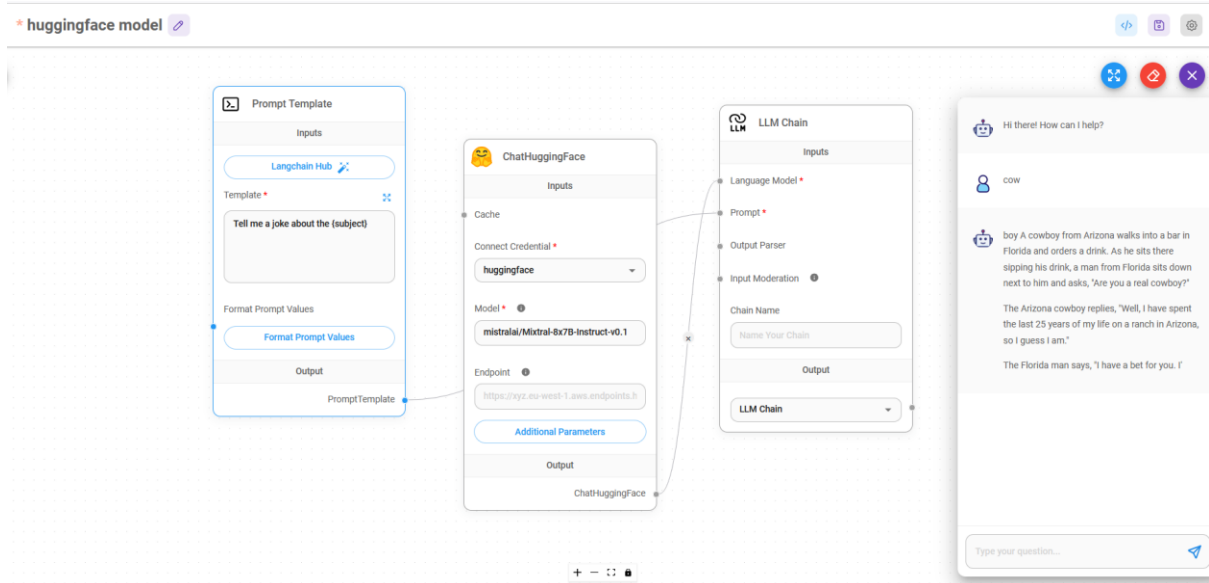 * huggingface model
</>
Prompt Template
Inputs
Langchain Hub
Template *
Tell me a joke about the {subject}
Format Prompt Values
Format Prompt Values
Output
PromptTemplate
ChatHuggingFace
Inputs
Cache
Connect Credential *
huggingface
Model *
mistralai/Mixtral-8x7B-Instruct-v0.1
Endpoint
https://xyz.eu-west-1.aws.endpoints.h
Additional Parameters
Output
ChatHuggingFace
LLM
LLM Chain
Inputs
Language Model *
Prompt *
Output Parser
Input Moderation
Chain Name
Name Your Chain
Output
LLM Chain
Hi there! How can I help?
cow
boy A cowboy from Arizona walks into a bar in
Florida and orders a drink. As he sits there
sipping his drink, a man from Florida sits down
next to him and asks, "Are you a real cowboy?"
The Arizona cowboy replies, "Well, I have spent
the last 25 years of my life on a ranch in Arizona,
so I guess I am."
The Florida man says, "I have a bet for you. I'
Type your question...